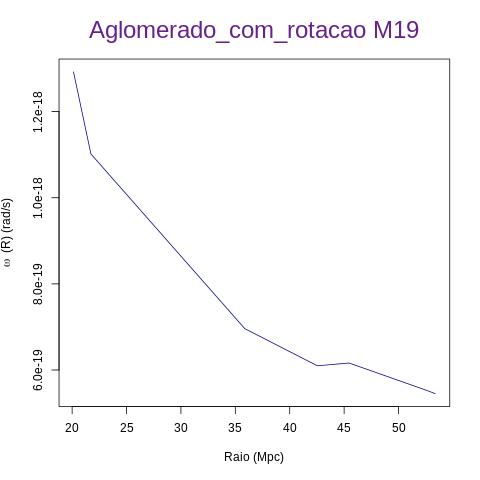 Aglomerado_com_rotacao M19
ω (R) (rad/s)
1.2e-18
1.0e-18
8.0e-19
6.0e-19
20 25 30 35 40 45 50
Raio (Mpc)